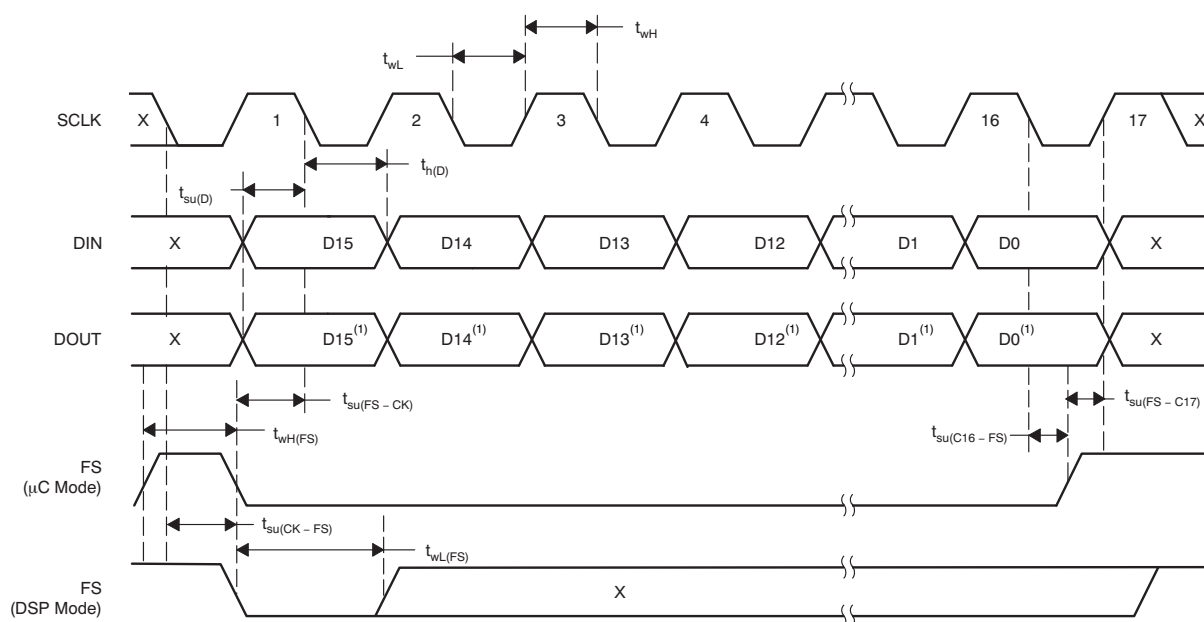 t_wH
t_wL
SCLK X 1 2 3 4 16 17 X
t_h(D)
t_su(D)
DIN X D15 D14 D13 D12 D1 D0 X
DOUT X D15(1) D14(1) D13(1) D12(1) D1(1) D0(1) X
t_su(FS – CK)
t_su(FS – C17)
t_wH(FS)
t_su(C16 – FS)
FS
(μC Mode)
t_su(CK – FS)
t_wL(FS)
FS
(DSP Mode)
X